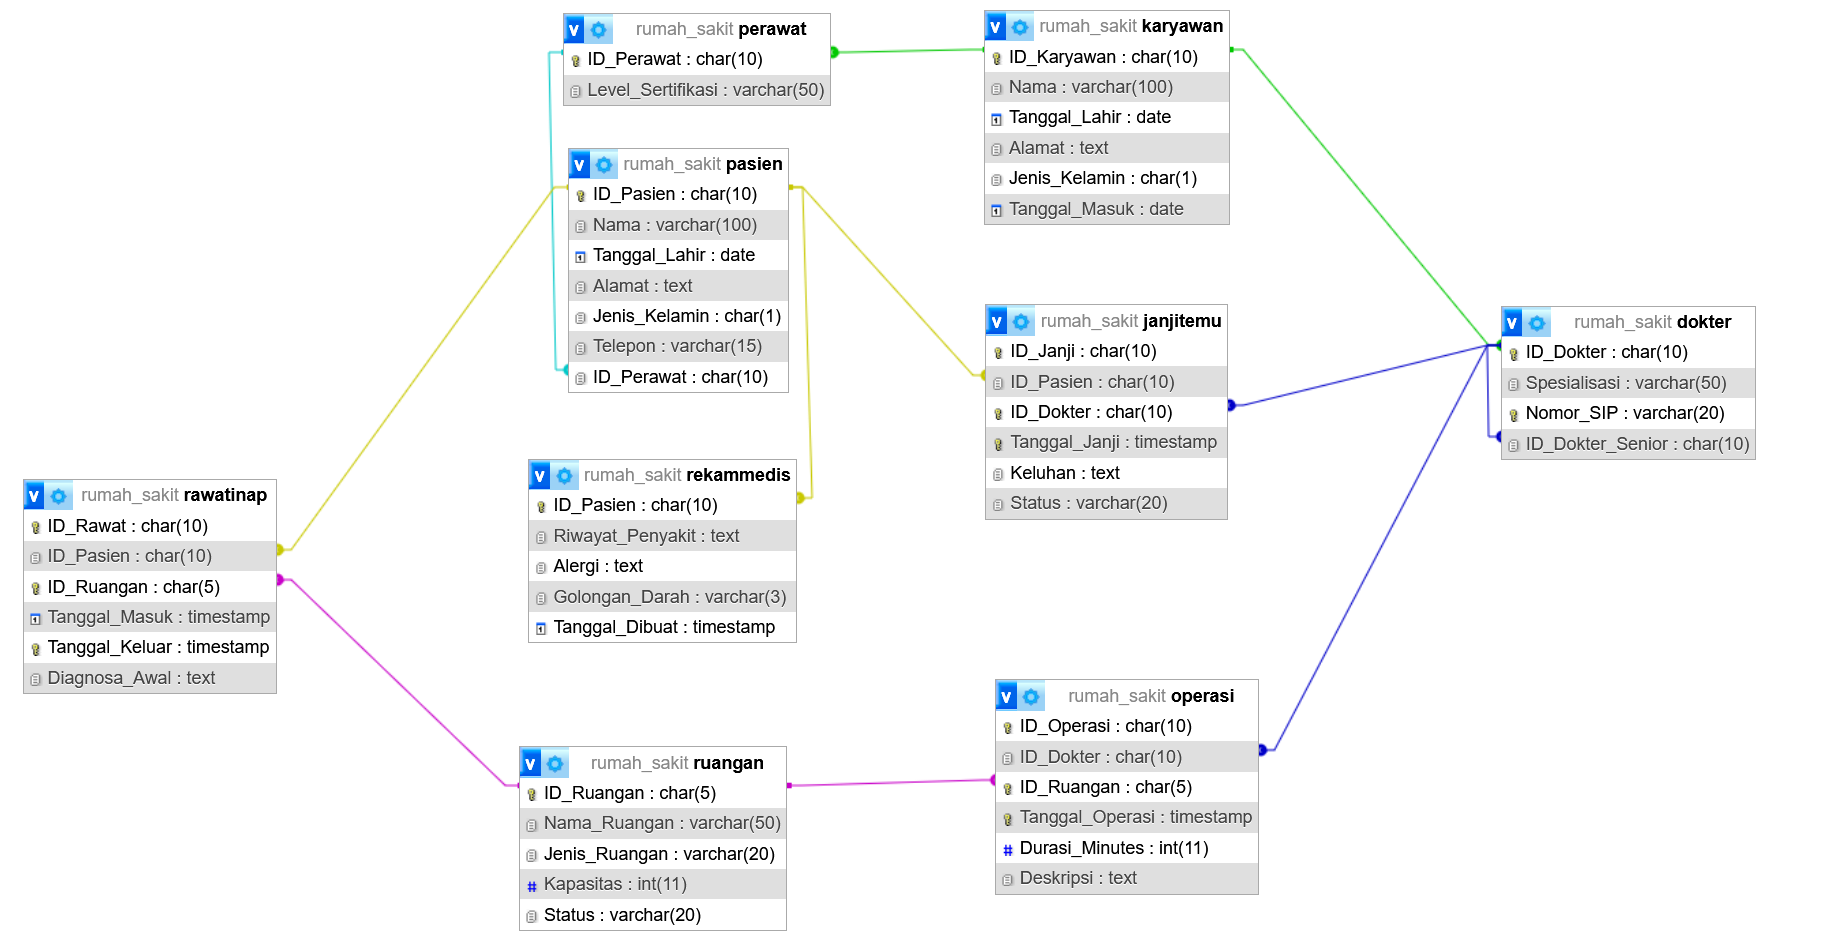 v rumah_sakit perawat
ID_Perawat : char(10)
Level_Sertifikasi : varchar(50)
v rumah_sakit karyawan
ID_Karyawan : char(10)
Nama : varchar(100)
Tanggal_Lahir : date
Alamat : text
Jenis_Kelamin : char(1)
Tanggal_Masuk : date
v rumah_sakit pasien
ID_Pasien : char(10)
Nama : varchar(100)
Tanggal_Lahir : date
Alamat : text
Jenis_Kelamin : char(1)
Telepon : varchar(15)
ID_Perawat : char(10)
v rumah_sakit janjitemu
ID_Janji : char(10)
ID_Pasien : char(10)
ID_Dokter : char(10)
Tanggal_Janji : timestamp
Keluhan : text
Status : varchar(20)
v rumah_sakit dokter
ID_Dokter : char(10)
Spesialisasi : varchar(50)
Nomor_SIP : varchar(20)
ID_Dokter_Senior : char(10)
v rumah_sakit rekammedis
ID_Pasien : char(10)
Riwayat_Penyakit : text
Alergi : text
Golongan_Darah : varchar(3)
Tanggal_Dibuat : timestamp
v rumah_sakit rawatinap
ID_Rawat : char(10)
ID_Pasien : char(10)
ID_Ruangan : char(5)
Tanggal_Masuk : timestamp
Tanggal_Keluar : timestamp
Diagnosa_Awal : text
v rumah_sakit operasi
ID_Operasi : char(10)
ID_Dokter : char(10)
ID_Ruangan : char(5)
Tanggal_Operasi : timestamp
# Durasi_Minutes : int(11)
Deskripsi : text
v rumah_sakit ruangan
ID_Ruangan : char(5)
Nama_Ruangan : varchar(50)
Jenis_Ruangan : varchar(20)
# Kapasitas : int(11)
Status : varchar(20)